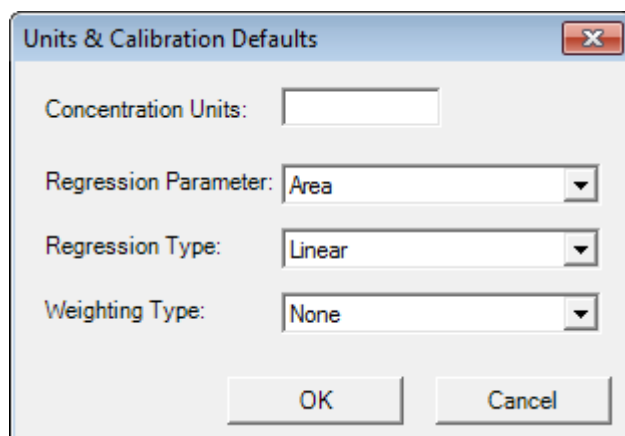 Units & Calibration Defaults
Concentration Units:
Regression Parameter: Area
Regression Type: Linear
Weighting Type: None
OK Cancel